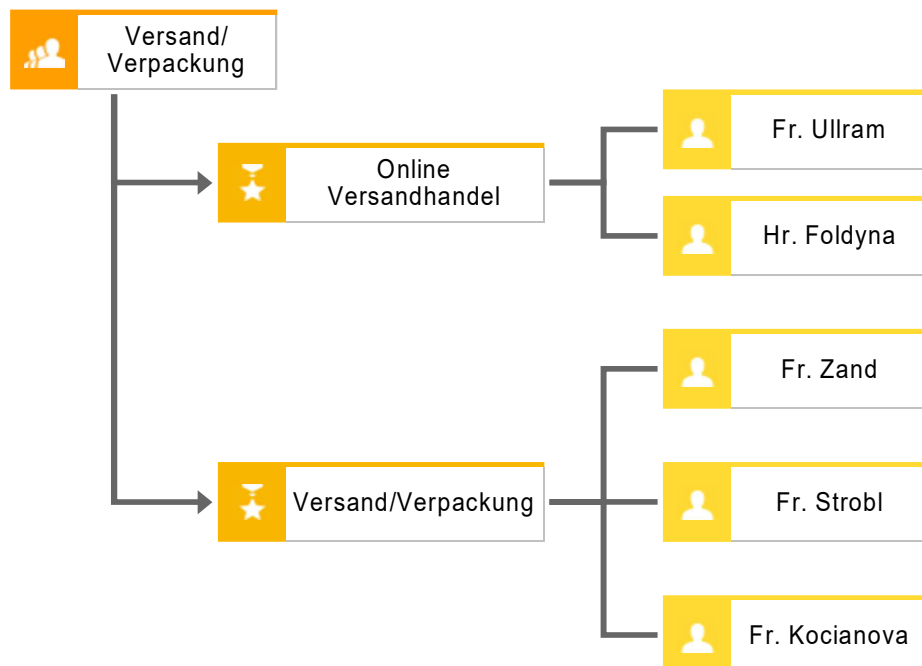 Versand/
Verpackung
Online
Versandhandel
Fr. Ullram
Hr. Foldyna
Versand/Verpackung
Fr. Zand
Fr. Strobl
Fr. Kocianova